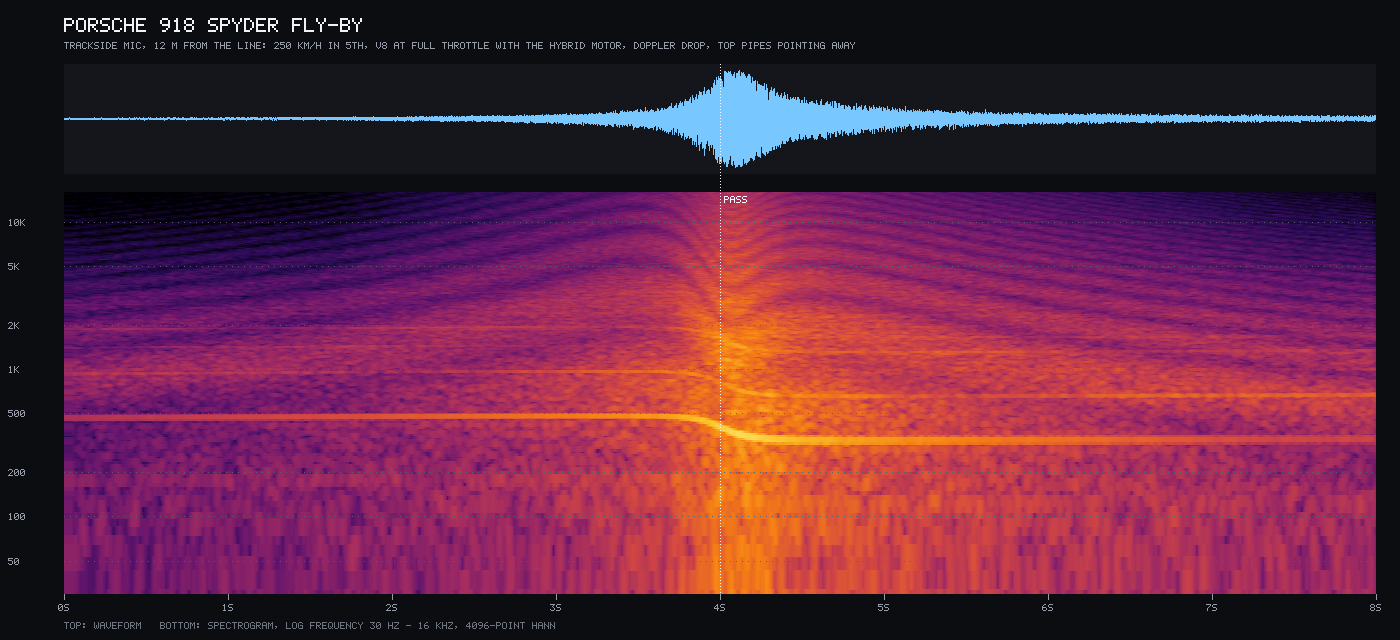 PORSCHE 918 SPYDER FLY-BY
TRACKSIDE MIC, 12 M FROM THE LINE: 250 KM/H IN 5TH, V8 AT FULL THROTTLE WITH THE HYBRID MOTOR, DOPPLER DROP, TOP PIPES POINTING AWAY
PASS
10K
5K
2K
1K
500
200
100
50
0S 1S 2S 3S 4S 5S 6S 7S 8S
TOP: WAVEFORM BOTTOM: SPECTROGRAM, LOG FREQUENCY 30 HZ - 16 KHZ, 4096-POINT HANN